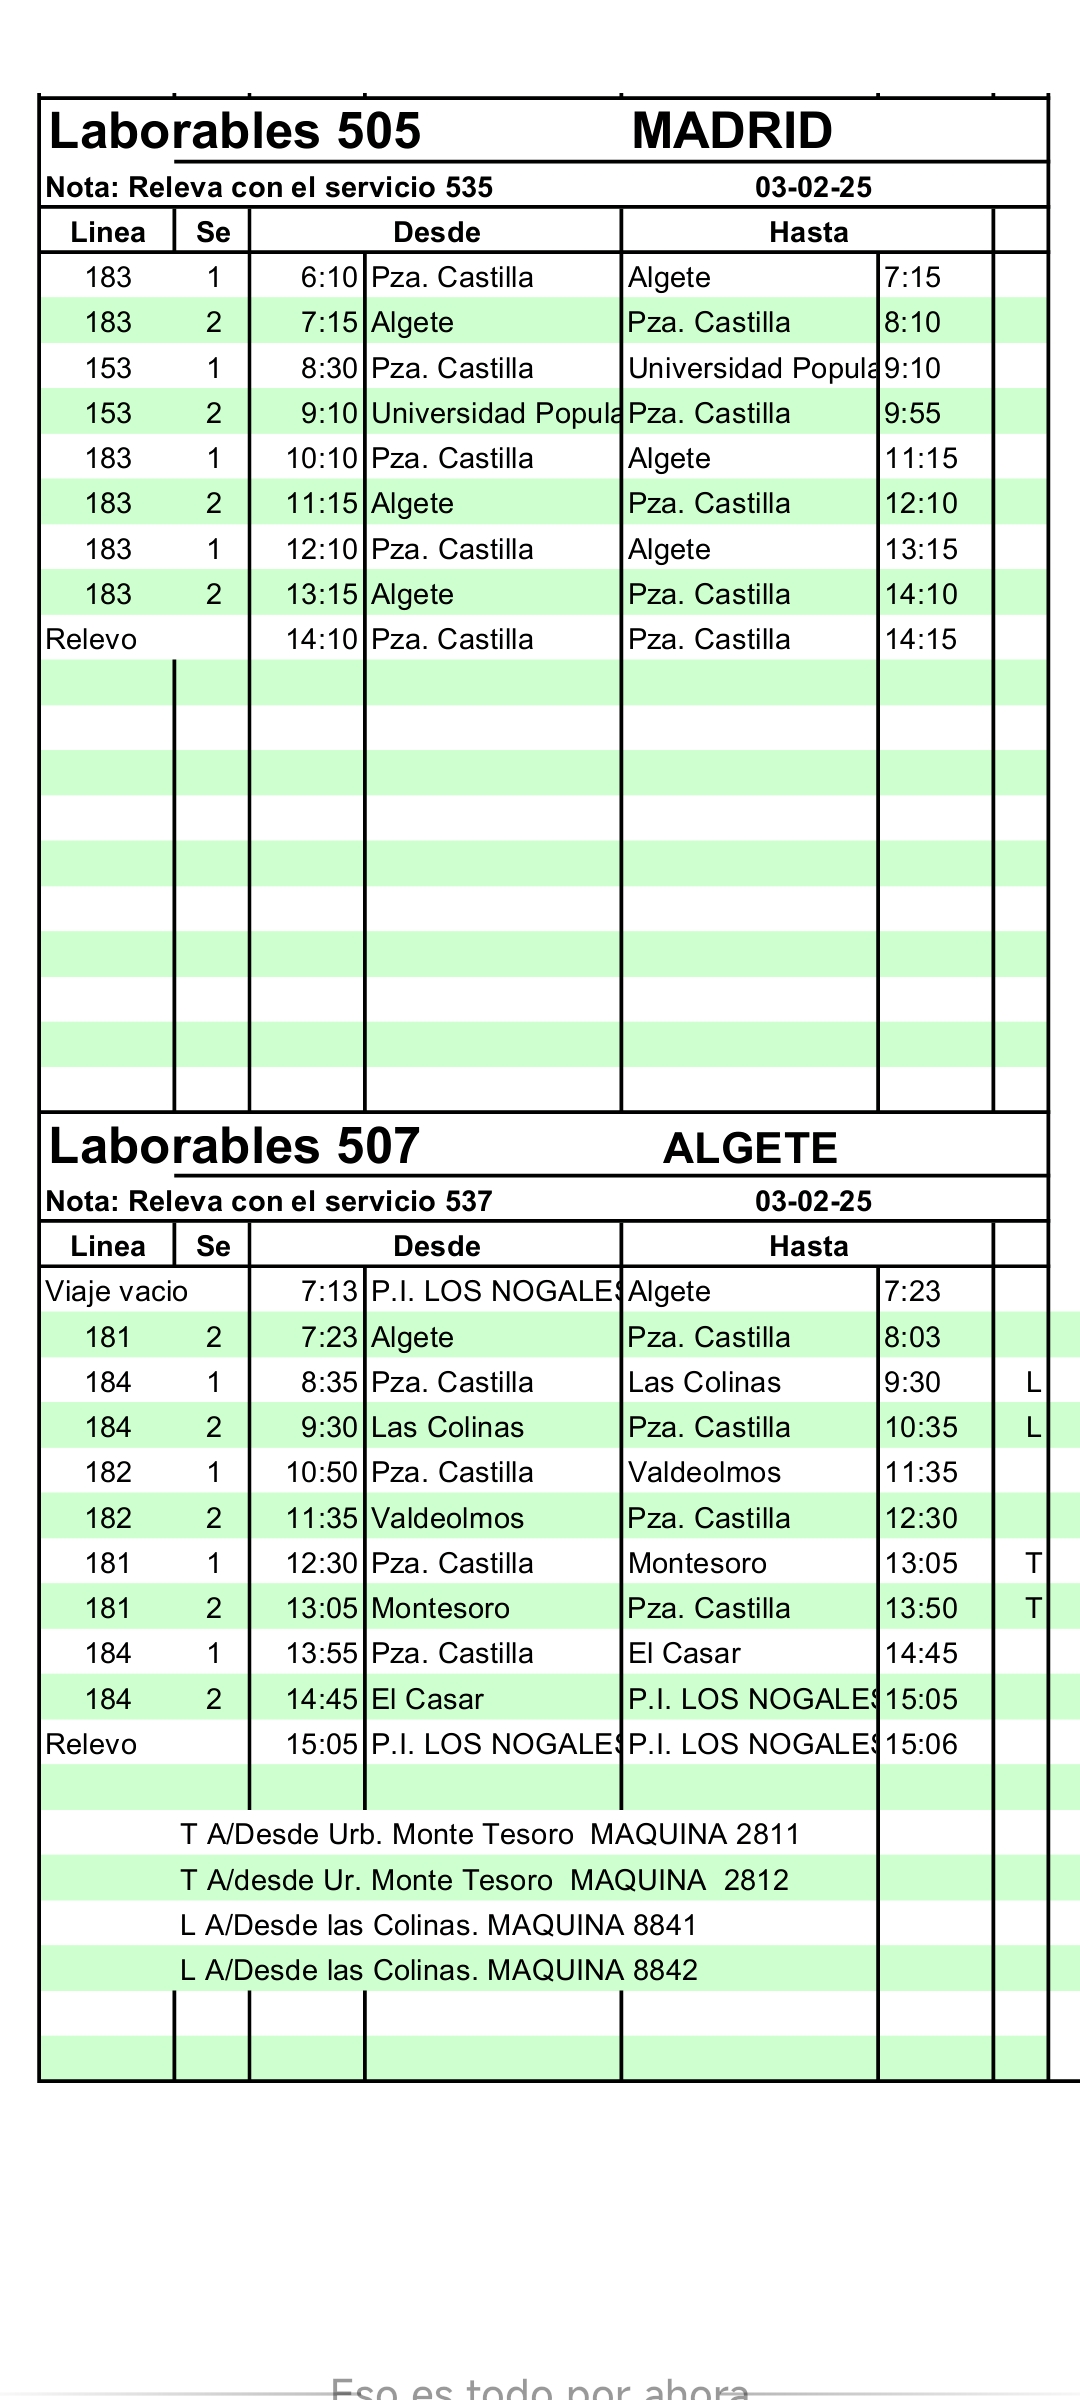 Laborables 505 MADRID
Nota: Releva con el servicio 535 03-02-25
Linea Se Desde Hasta
183 1 6:10 Pza. Castilla Algete 7:15
183 2 7:15 Algete Pza. Castilla 8:10
153 1 8:30 Pza. Castilla Universidad Popula 9:10
153 2 9:10 Universidad Popula Pza. Castilla 9:55
183 1 10:10 Pza. Castilla Algete 11:15
183 2 11:15 Algete Pza. Castilla 12:10
183 1 12:10 Pza. Castilla Algete 13:15
183 2 13:15 Algete Pza. Castilla 14:10
Relevo 14:10 Pza. Castilla Pza. Castilla 14:15
Laborables 507 ALGETE
Nota: Releva con el servicio 537 03-02-25
Linea Se Desde Hasta
Viaje vacio 7:13 P.I. LOS NOGALES Algete 7:23
181 2 7:23 Algete Pza. Castilla 8:03
184 1 8:35 Pza. Castilla Las Colinas 9:30 L
184 2 9:30 Las Colinas Pza. Castilla 10:35 L
182 1 10:50 Pza. Castilla Valdeolmos 11:35
182 2 11:35 Valdeolmos Pza. Castilla 12:30
181 1 12:30 Pza. Castilla Montesoro 13:05 T
181 2 13:05 Montesoro Pza. Castilla 13:50 T
184 1 13:55 Pza. Castilla El Casar 14:45
184 2 14:45 El Casar P.I. LOS NOGALES 15:05
Relevo 15:05 P.I. LOS NOGALES P.I. LOS NOGALES 15:06
T A/Desde Urb. Monte Tesoro MAQUINA 2811
T A/desde Ur. Monte Tesoro MAQUINA 2812
L A/Desde las Colinas. MAQUINA 8841
L A/Desde las Colinas. MAQUINA 8842
Eso es todo por ahora